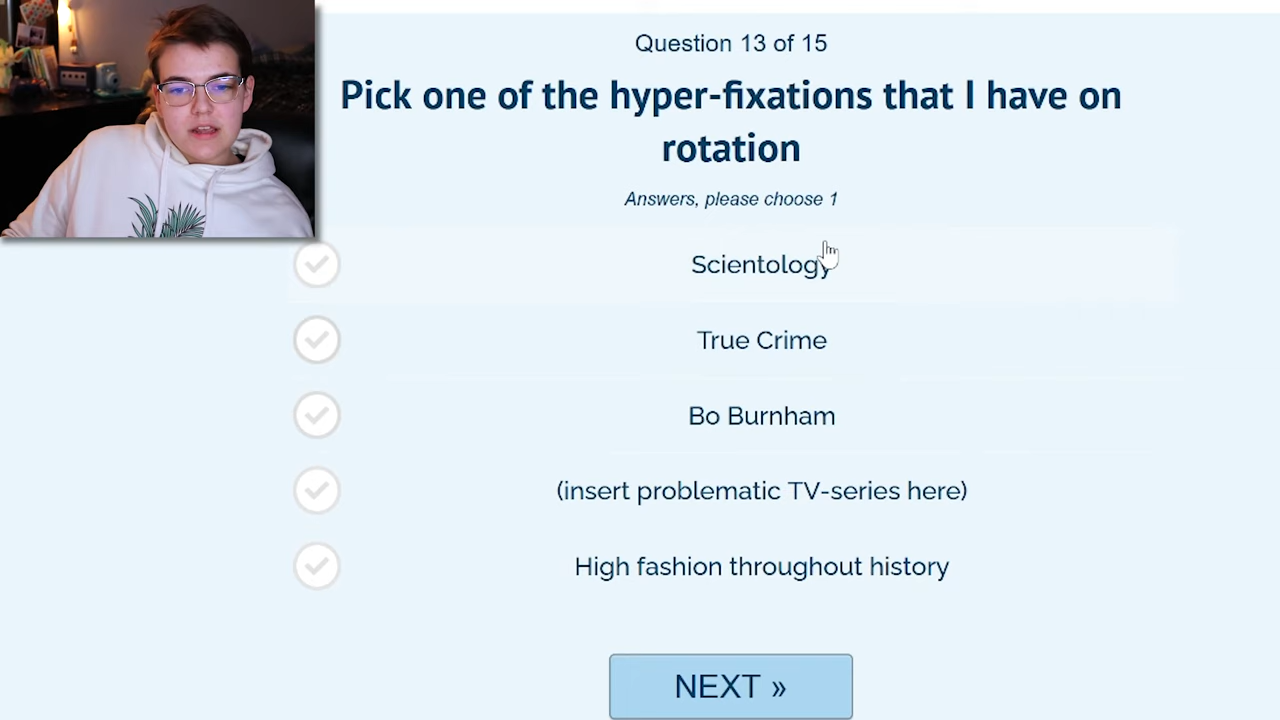 Question 13 of 15
Pick one of the hyper-fixations that I have on
rotation
Answers, please choose 1
Scientology
True Crime
Bo Burnham
(insert problematic TV-series here)
High fashion throughout history
NEXT »